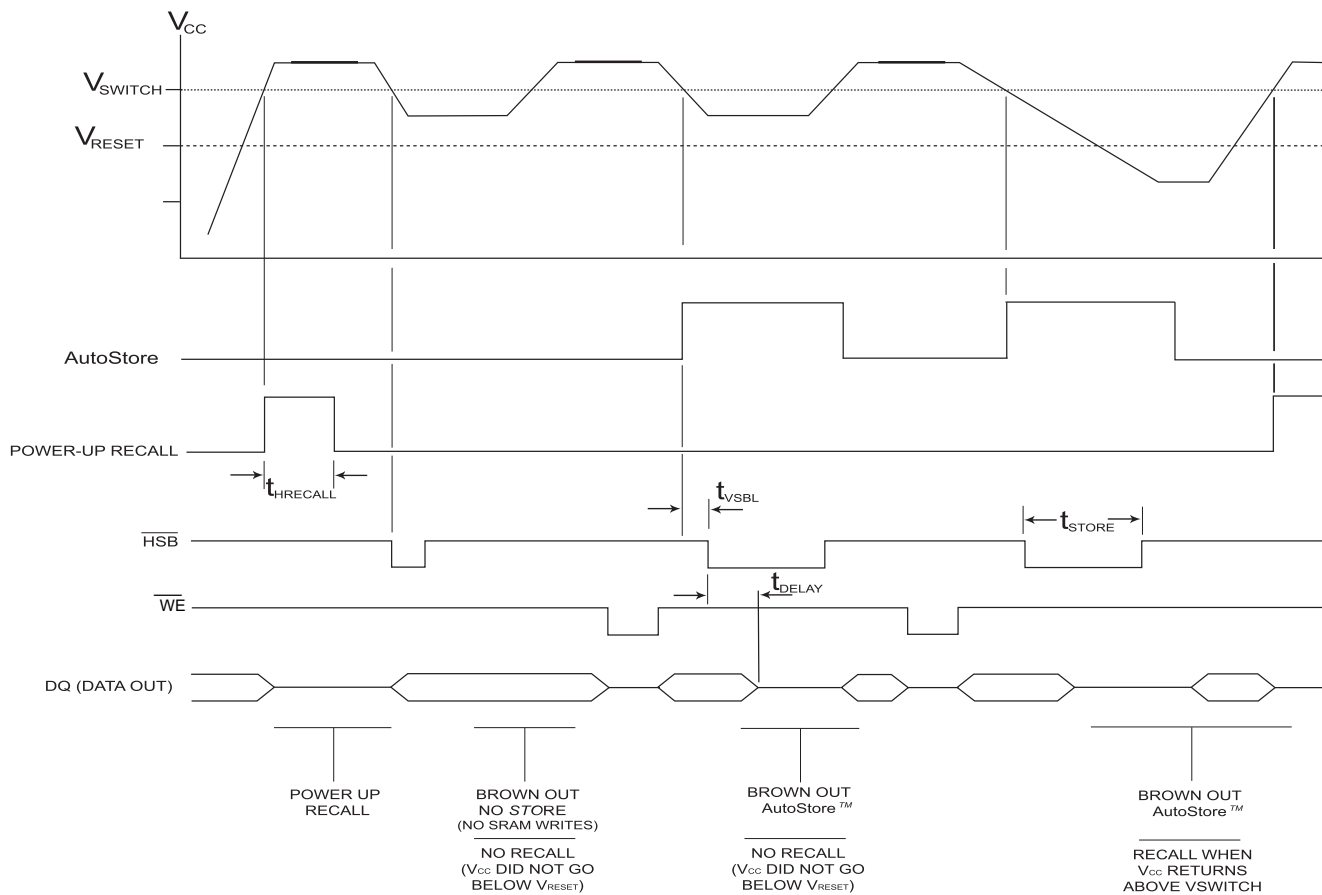 VCC
VSWITCH
VRESET
AutoStore
POWER-UP RECALL
tHRECALL
tVSBL
HSB
tSTORE
tDELAY
WE
DQ (DATA OUT)
POWER UP
RECALL
BROWN OUT
NO STORE
(NO SRAM WRITES)
NO RECALL
(VCC DID NOT GO
BELOW VRESET)
BROWN OUT
AutoStore™
NO RECALL
(VCC DID NOT GO
BELOW VRESET)
BROWN OUT
AutoStore™
RECALL WHEN
VCC RETURNS
ABOVE VSWITCH